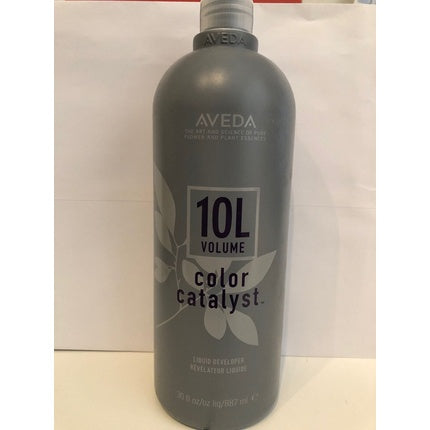 AVEDA
AVEDA
THE ART AND SCIENCE OF PURE
FLOWER AND PLANT ESSENCES
10L
VOLUME
color
catalyst™
LIQUID DEVELOPER
RÉVÉLATEUR LIQUIDE
30 fl oz/oz liq/887 ml ℮